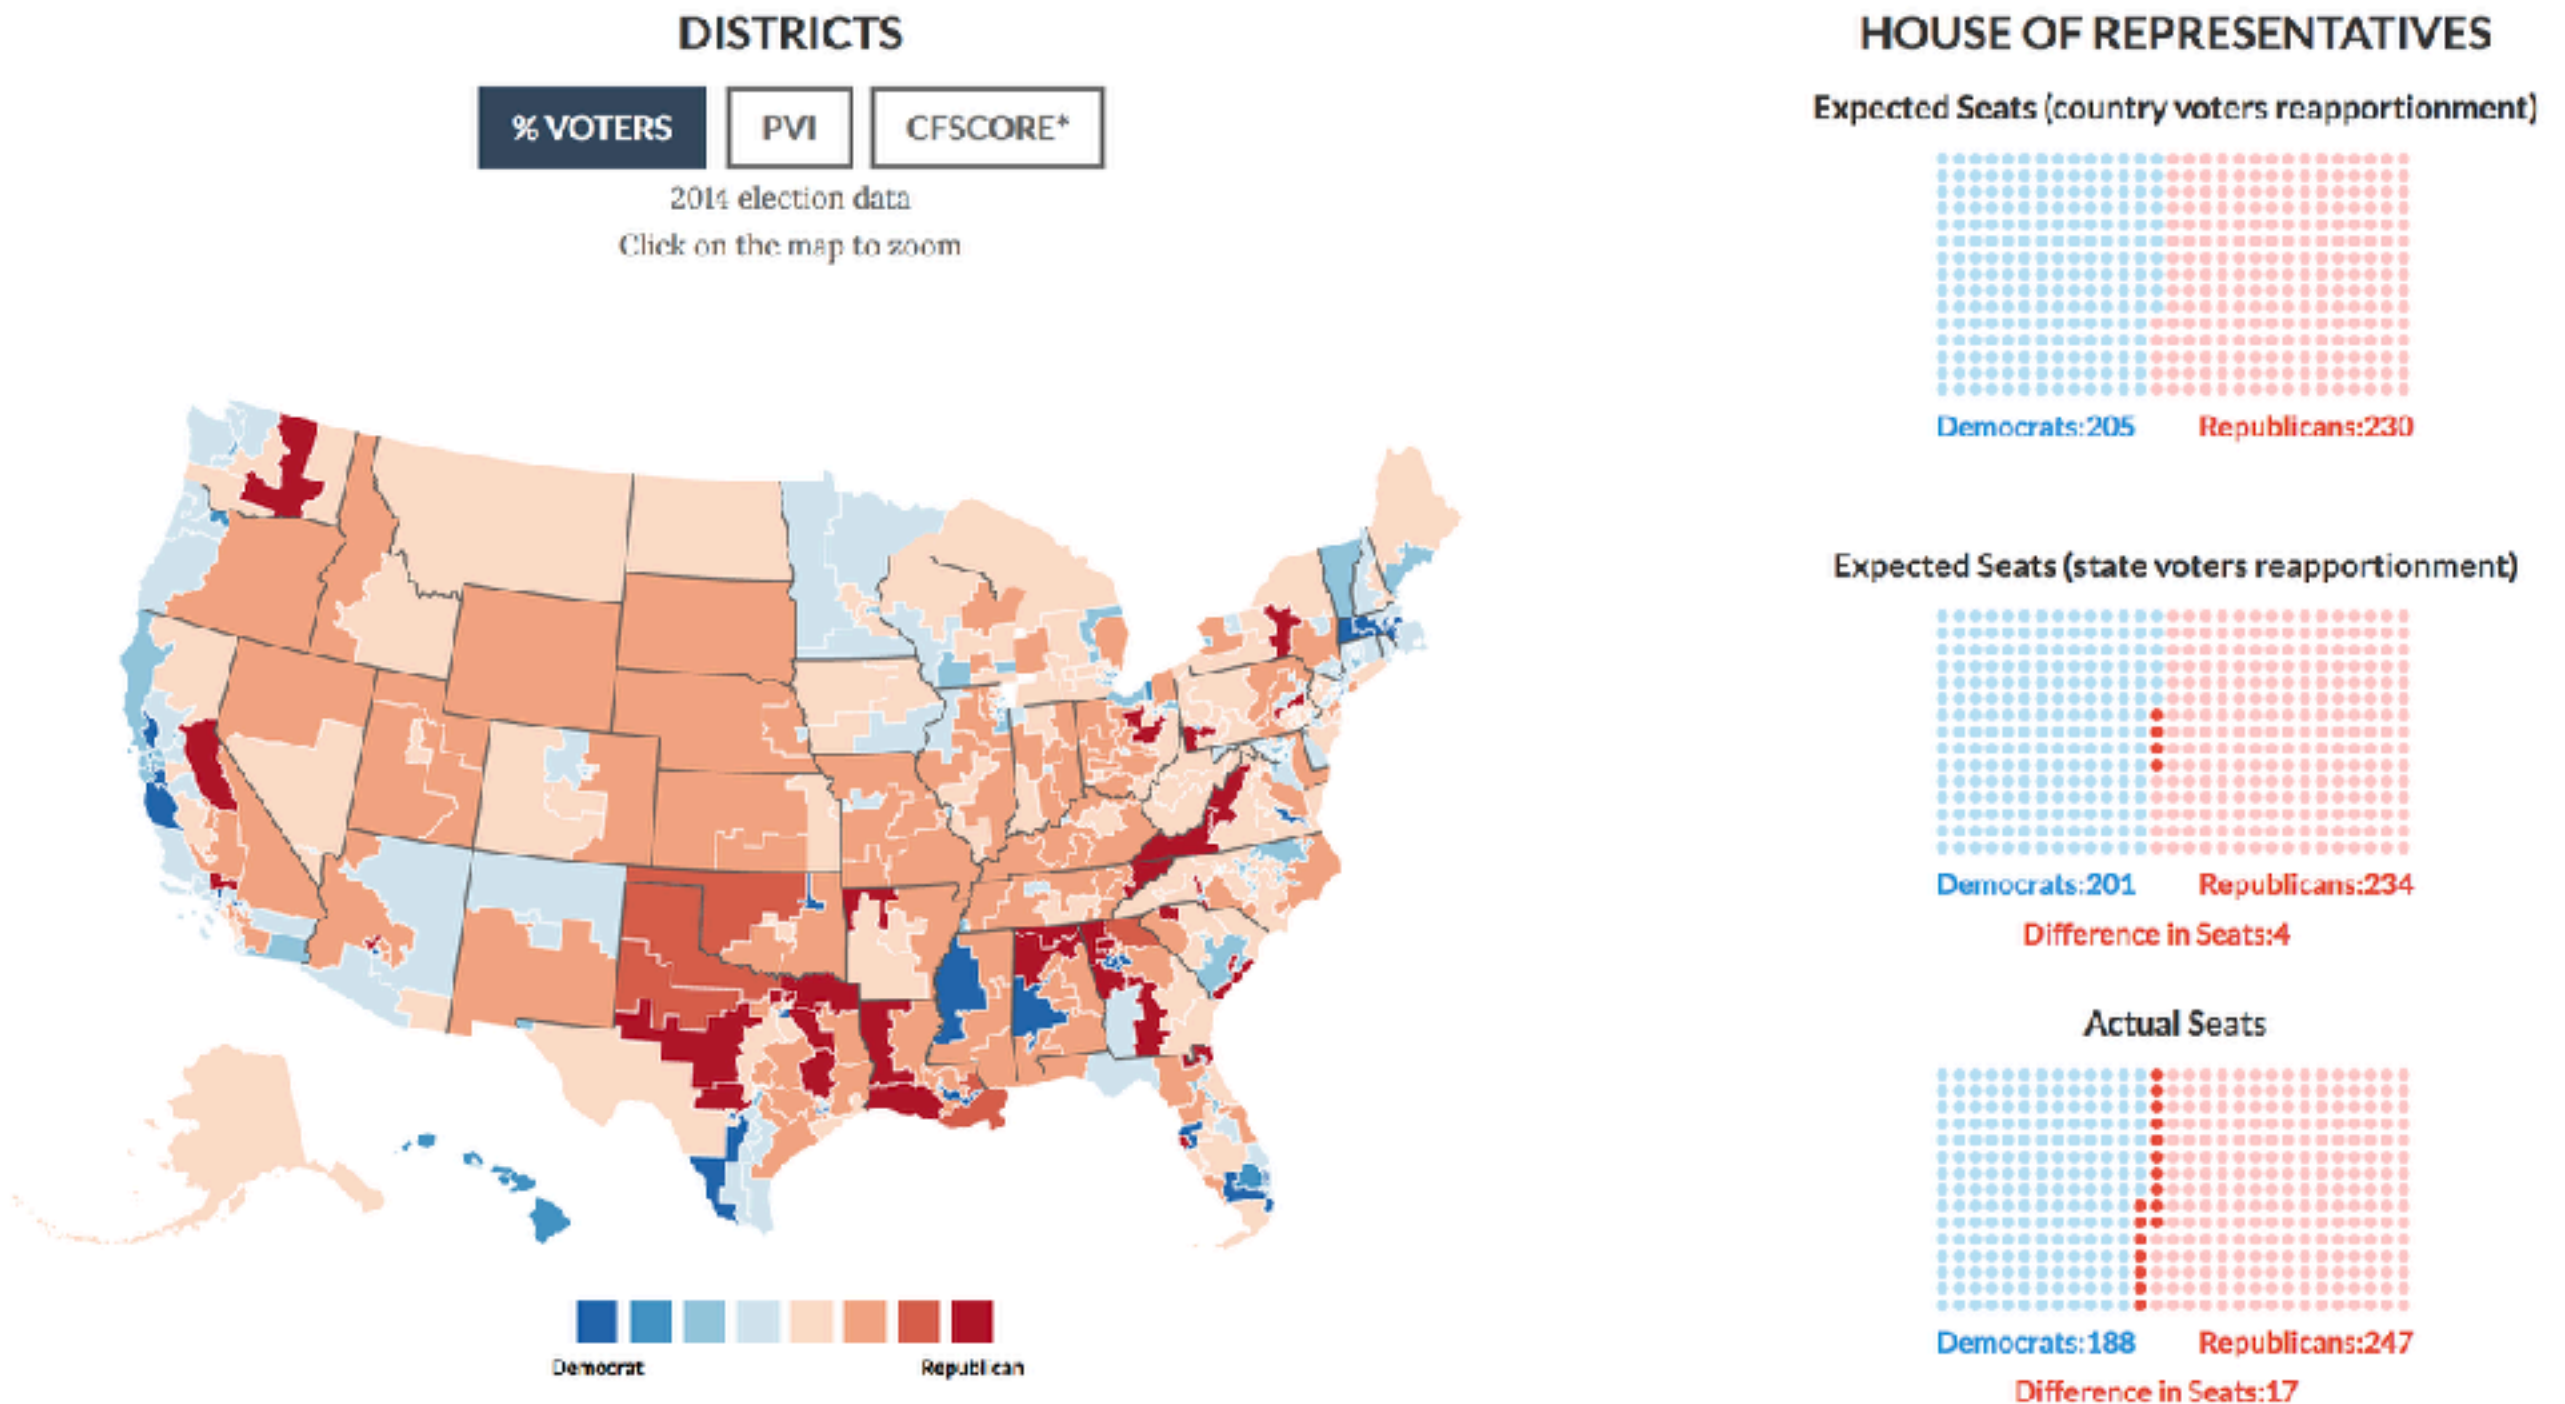 DISTRICTS
% VOTERS
PVI
CFSCORE*
2014 election data
Click on the map to zoom
Democrat
Republican
HOUSE OF REPRESENTATIVES
Expected Seats (country voters reapportionment)
Democrats:205
Republicans:230
Expected Seats (state voters reapportionment)
Democrats:201
Republicans:234
Difference in Seats:4
Actual Seats
Democrats:188
Republicans:247
Difference in Seats:17